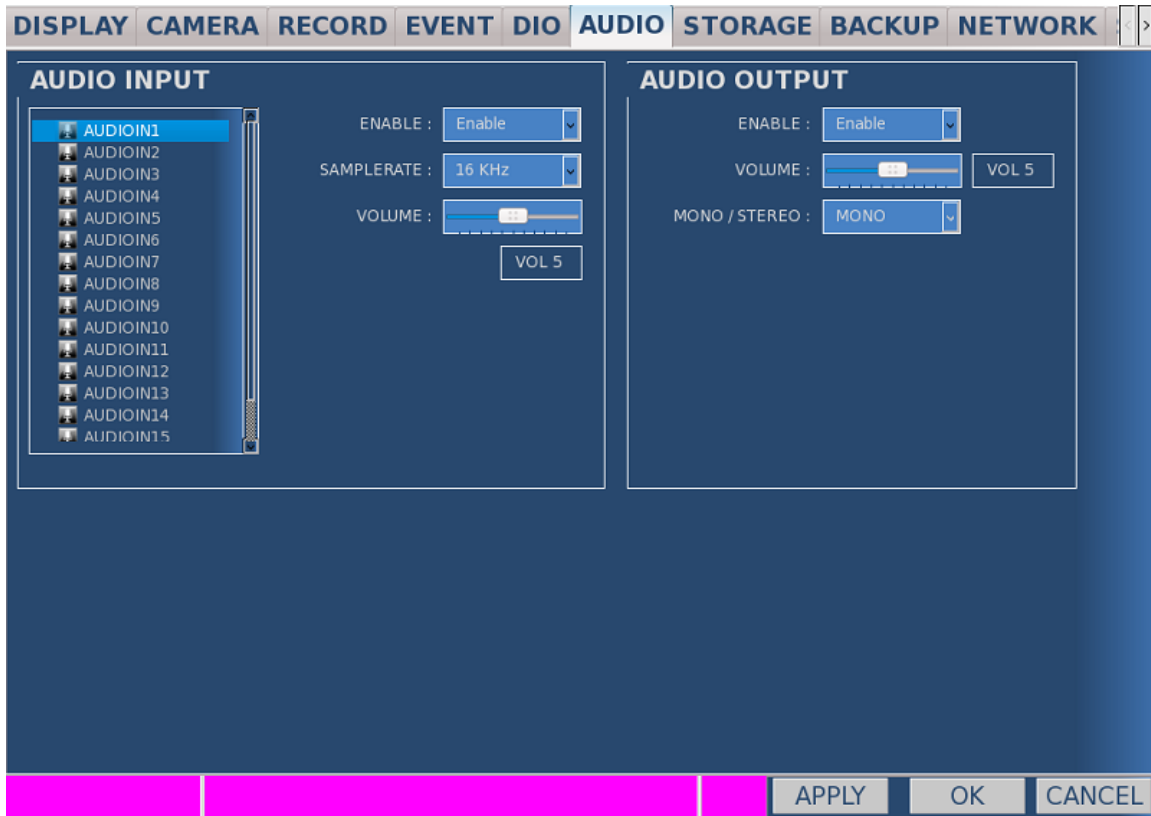 DISPLAY CAMERA RECORD EVENT DIO AUDIO STORAGE BACKUP NETWORK
AUDIO INPUT
AUDIOIN1
AUDIOIN2
AUDIOIN3
AUDIOIN4
AUDIOIN5
AUDIOIN6
AUDIOIN7
AUDIOIN8
AUDIOIN9
AUDIOIN10
AUDIOIN11
AUDIOIN12
AUDIOIN13
AUDIOIN14
AUDIOIN15
ENABLE : Enable
SAMPLERATE : 16 KHz
VOLUME :
VOL 5
AUDIO OUTPUT
ENABLE : Enable
VOLUME : VOL 5
MONO / STEREO : MONO
APPLY OK CANCEL